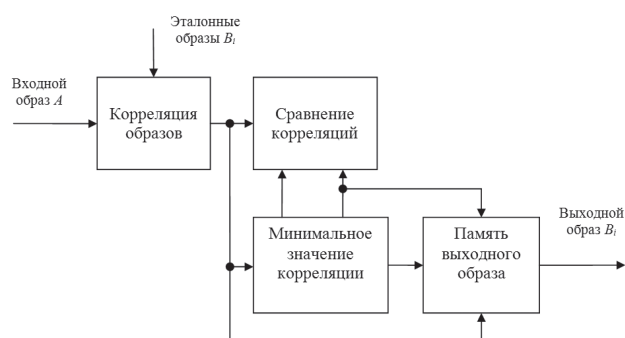 Эталонные
образы Bi
Входной
образ A
Корреляция
образов
Сравнение
корреляций
Минимальное
значение
корреляции
Память
выходного
образа
Выходной
образ Bi